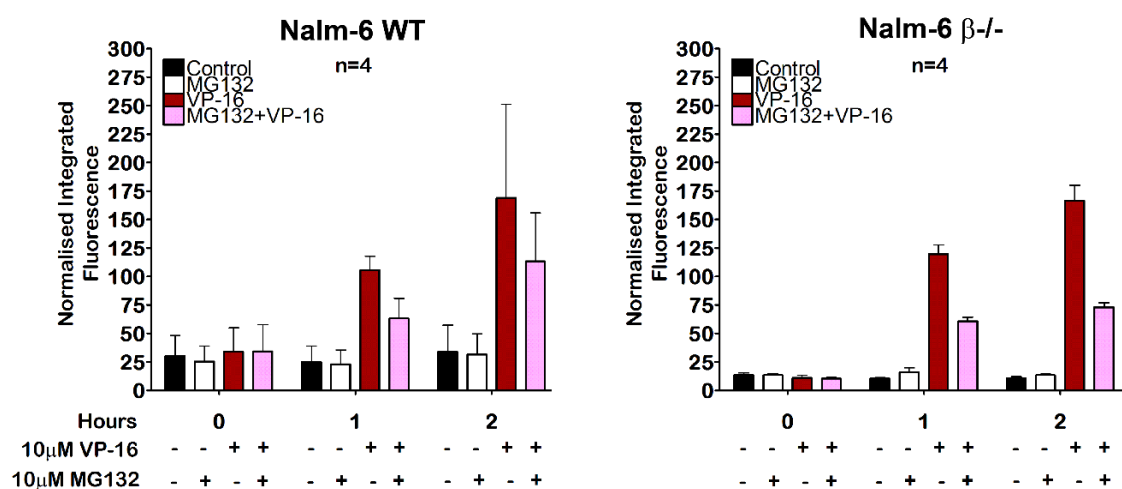 Nalm-6 WT
n=4
Control
MG132
VP-16
MG132+VP-16
300
275
250
225
200
175
150
125
100
75
50
25
0
Normalised Integrated
Fluorescence
Hours 0 1 2
10μM VP-16 - - + + - - + + - - + +
10μM MG132 - + - + - + - + - + - +
Nalm-6 β-/-
n=4
Control
MG132
VP-16
MG132+VP-16
300
275
250
225
200
175
150
125
100
75
50
25
0
Normalised Integrated
Fluorescence
0 1 2
- - + + - - + + - - + +
- + - + - + - + - + - +